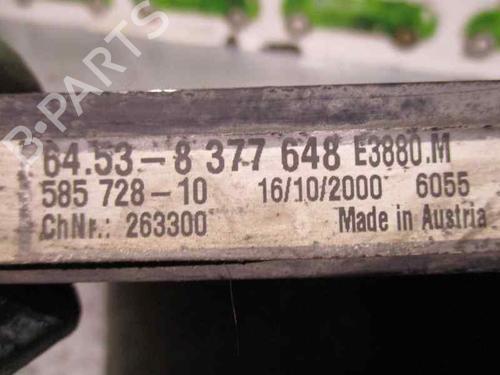 B-PARTS
64.53-8 377 648 E3880.M
585 728-10 16/10/2000 6055
ChNr.: 263300 Made in Austria